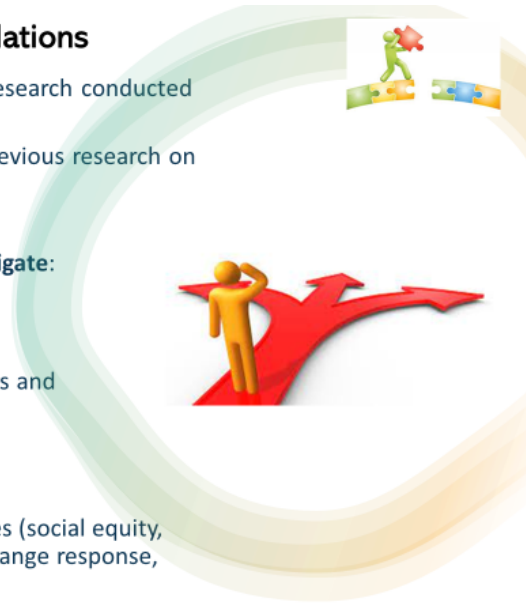 lations
esearch conducted
evious research on
igate:
s and
es (social equity,
ange response,